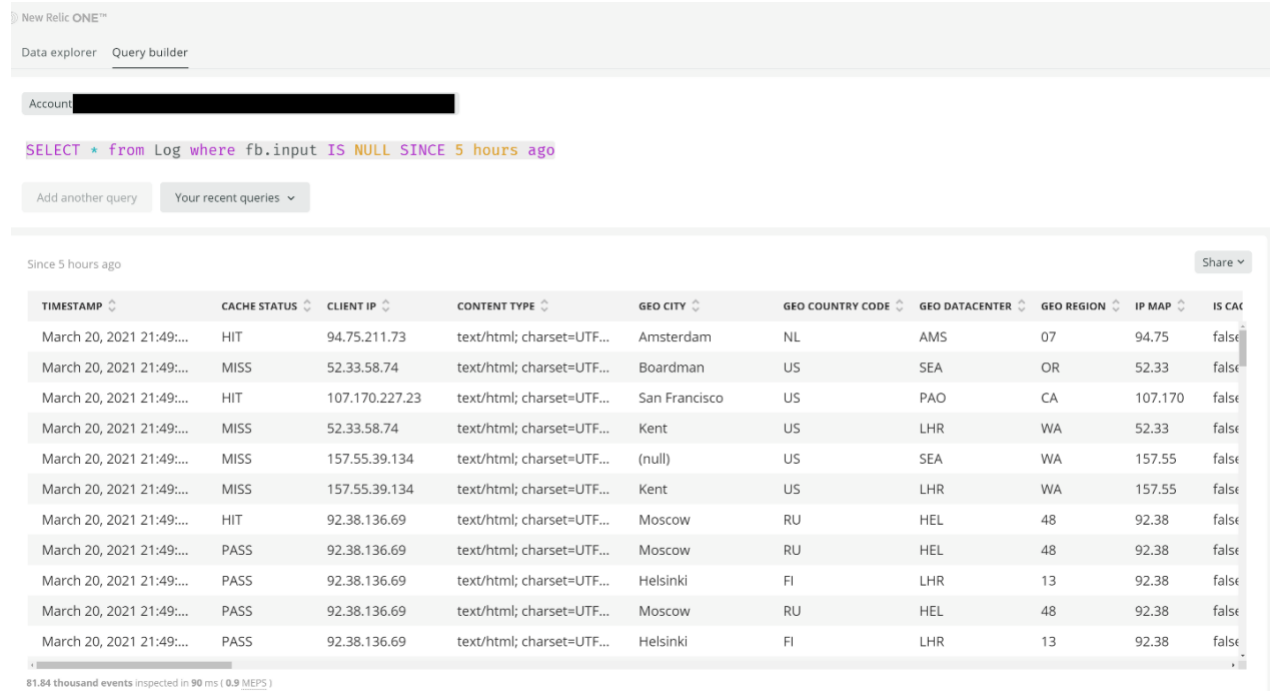 New Relic ONE™
Data explorer Query builder
Account
SELECT * from Log where fb.input IS NULL SINCE 5 hours ago
Add another query Your recent queries
Since 5 hours ago Share
TIMESTAMP CACHE STATUS CLIENT IP CONTENT TYPE GEO CITY GEO COUNTRY CODE GEO DATACENTER GEO REGION IP MAP IS CAC
March 20, 2021 21:49:... HIT 94.75.211.73 text/html; charset=UTF... Amsterdam NL AMS 07 94.75 false
March 20, 2021 21:49:... MISS 52.33.58.74 text/html; charset=UTF... Boardman US SEA OR 52.33 false
March 20, 2021 21:49:... HIT 107.170.227.23 text/html; charset=UTF... San Francisco US PAO CA 107.170 false
March 20, 2021 21:49:... MISS 52.33.58.74 text/html; charset=UTF... Kent US LHR WA 52.33 false
March 20, 2021 21:49:... MISS 157.55.39.134 text/html; charset=UTF... (null) US SEA WA 157.55 false
March 20, 2021 21:49:... MISS 157.55.39.134 text/html; charset=UTF... Kent US LHR WA 157.55 false
March 20, 2021 21:49:... HIT 92.38.136.69 text/html; charset=UTF... Moscow RU HEL 48 92.38 false
March 20, 2021 21:49:... PASS 92.38.136.69 text/html; charset=UTF... Moscow RU HEL 48 92.38 false
March 20, 2021 21:49:... PASS 92.38.136.69 text/html; charset=UTF... Helsinki FI LHR 13 92.38 false
March 20, 2021 21:49:... PASS 92.38.136.69 text/html; charset=UTF... Moscow RU HEL 48 92.38 false
March 20, 2021 21:49:... PASS 92.38.136.69 text/html; charset=UTF... Helsinki FI LHR 13 92.38 false
81.84 thousand events inspected in 90 ms ( 0.9 MEPS )